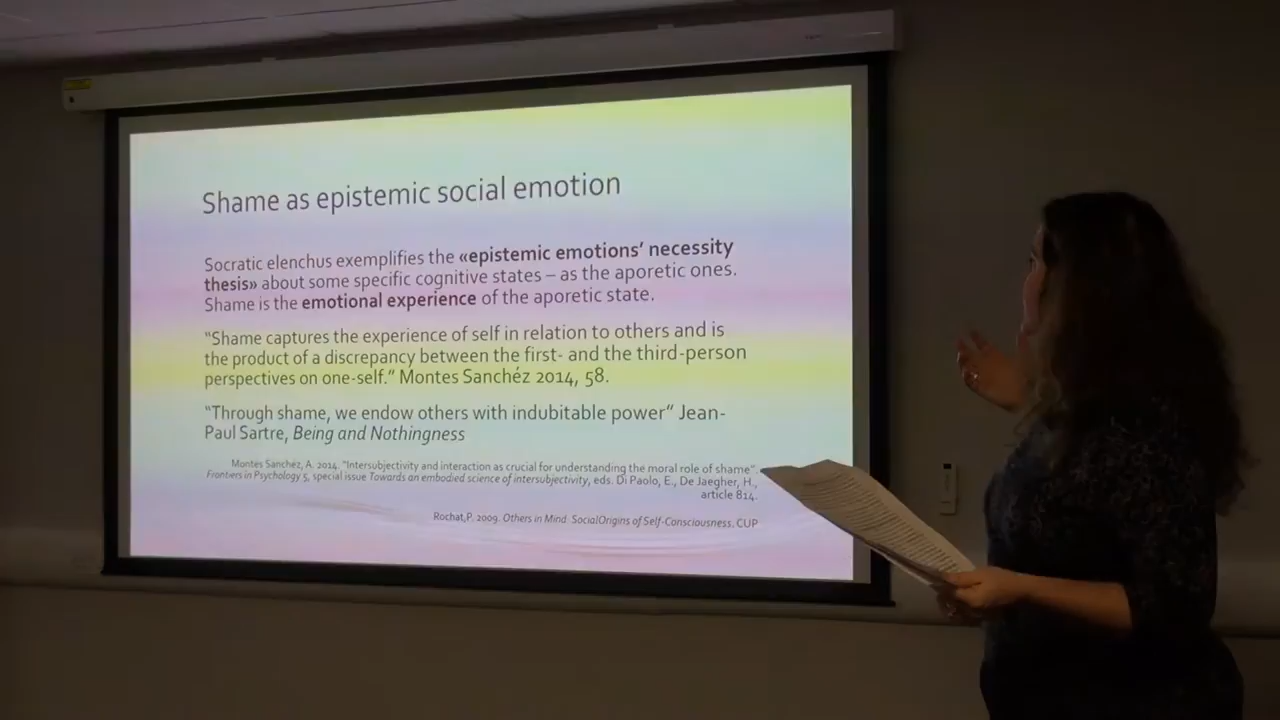 Shame as epistemic social emotion
Socratic elenchus exemplifies the «epistemic emotions' necessity
thesis» about some specific cognitive states – as the aporetic ones.
Shame is the emotional experience of the aporetic state.
"Shame captures the experience of self in relation to others and is
the product of a discrepancy between the first- and the third-person
perspectives on one-self." Montes Sanchéz 2014, 58.
"Through shame, we endow others with indubitable power" Jean-
Paul Sartre, Being and Nothingness
Montes Sanchéz, A. 2014. "Intersubjectivity and interaction as crucial for understanding the moral role of shame".
Frontiers in Psychology 5, special issue Towards an embodied science of intersubjectivity, eds. Di Paolo, E., De Jaegher, H.,
article 814.
Rochat,P. 2009. Others in Mind. SocialOrigins of Self-Consciousness. CUP